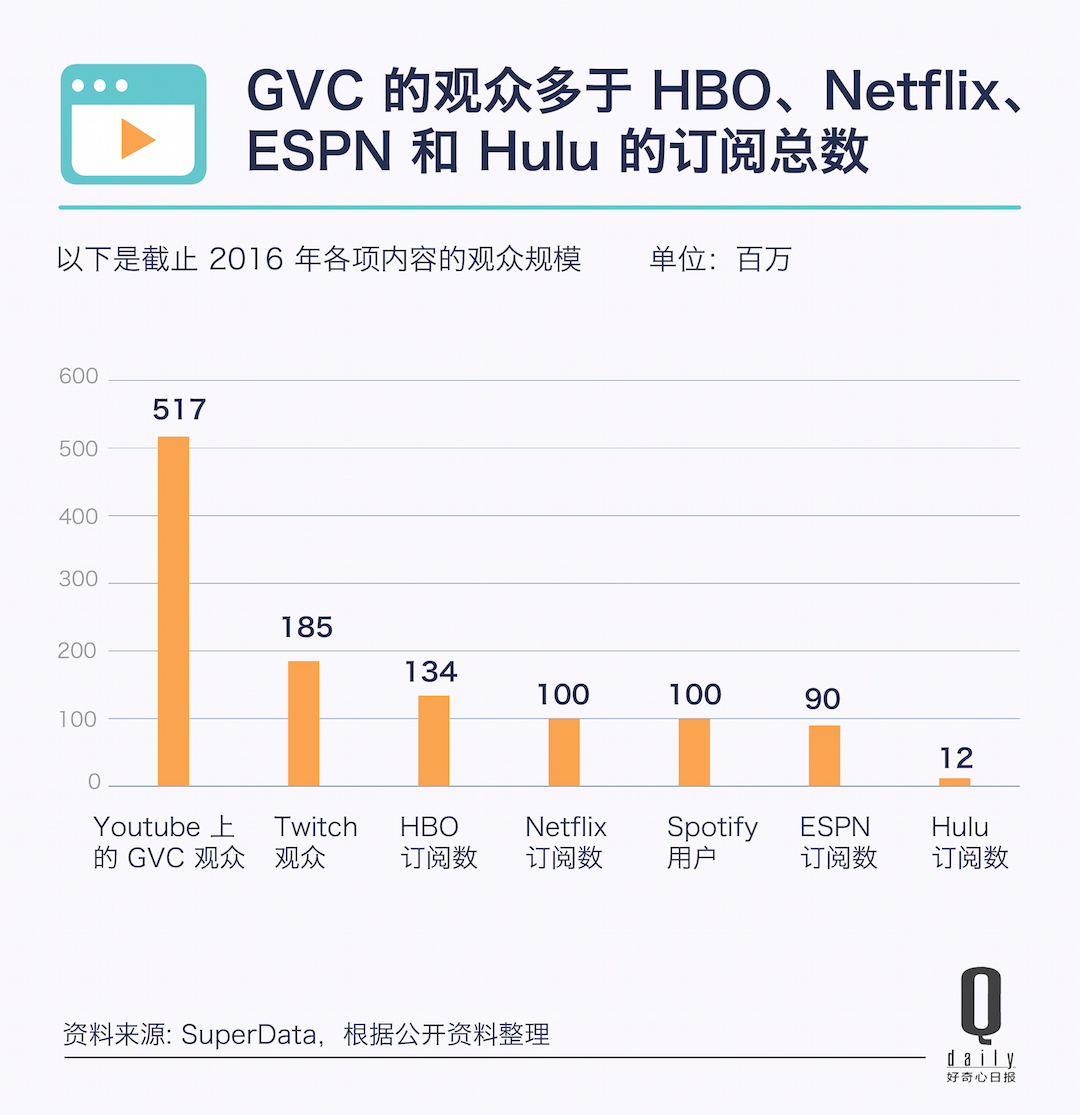 GVC 的观众多于 HBO、Netflix、
ESPN 和 Hulu 的订阅总数
以下是截止 2016 年各项内容的观众规模 单位：百万
600
500
400
300
200
100
0
517
185
134
100
100
90
12
Youtube 上
的 GVC 观众
Twitch
观众
HBO
订阅数
Netflix
订阅数
Spotify
用户
ESPN
订阅数
Hulu
订阅数
资料来源: SuperData，根据公开资料整理
Q
daily
好奇心日报